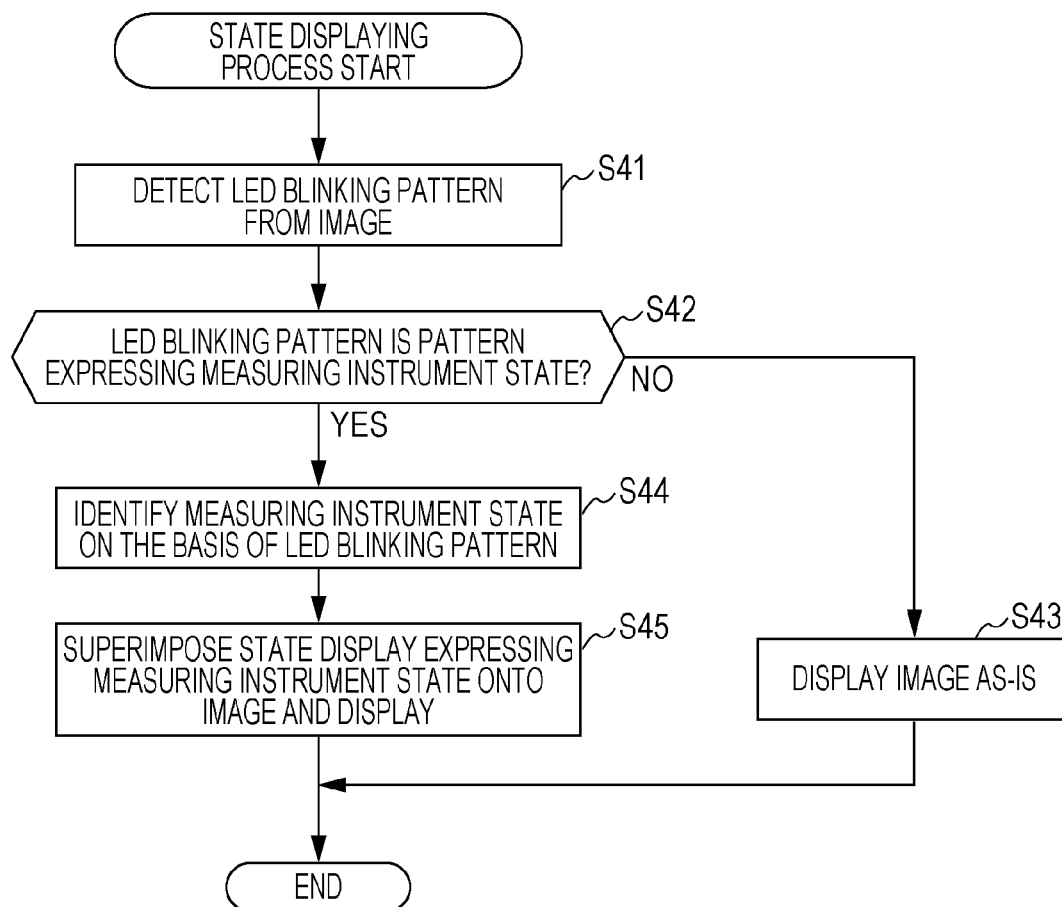 STATE DISPLAYING
PROCESS START
S41
DETECT LED BLINKING PATTERN
FROM IMAGE
S42
LED BLINKING PATTERN IS PATTERN
EXPRESSING MEASURING INSTRUMENT STATE?
NO
YES
S44
IDENTIFY MEASURING INSTRUMENT STATE
ON THE BASIS OF LED BLINKING PATTERN
S45
SUPERIMPOSE STATE DISPLAY EXPRESSING
MEASURING INSTRUMENT STATE ONTO
IMAGE AND DISPLAY
S43
DISPLAY IMAGE AS-IS
END